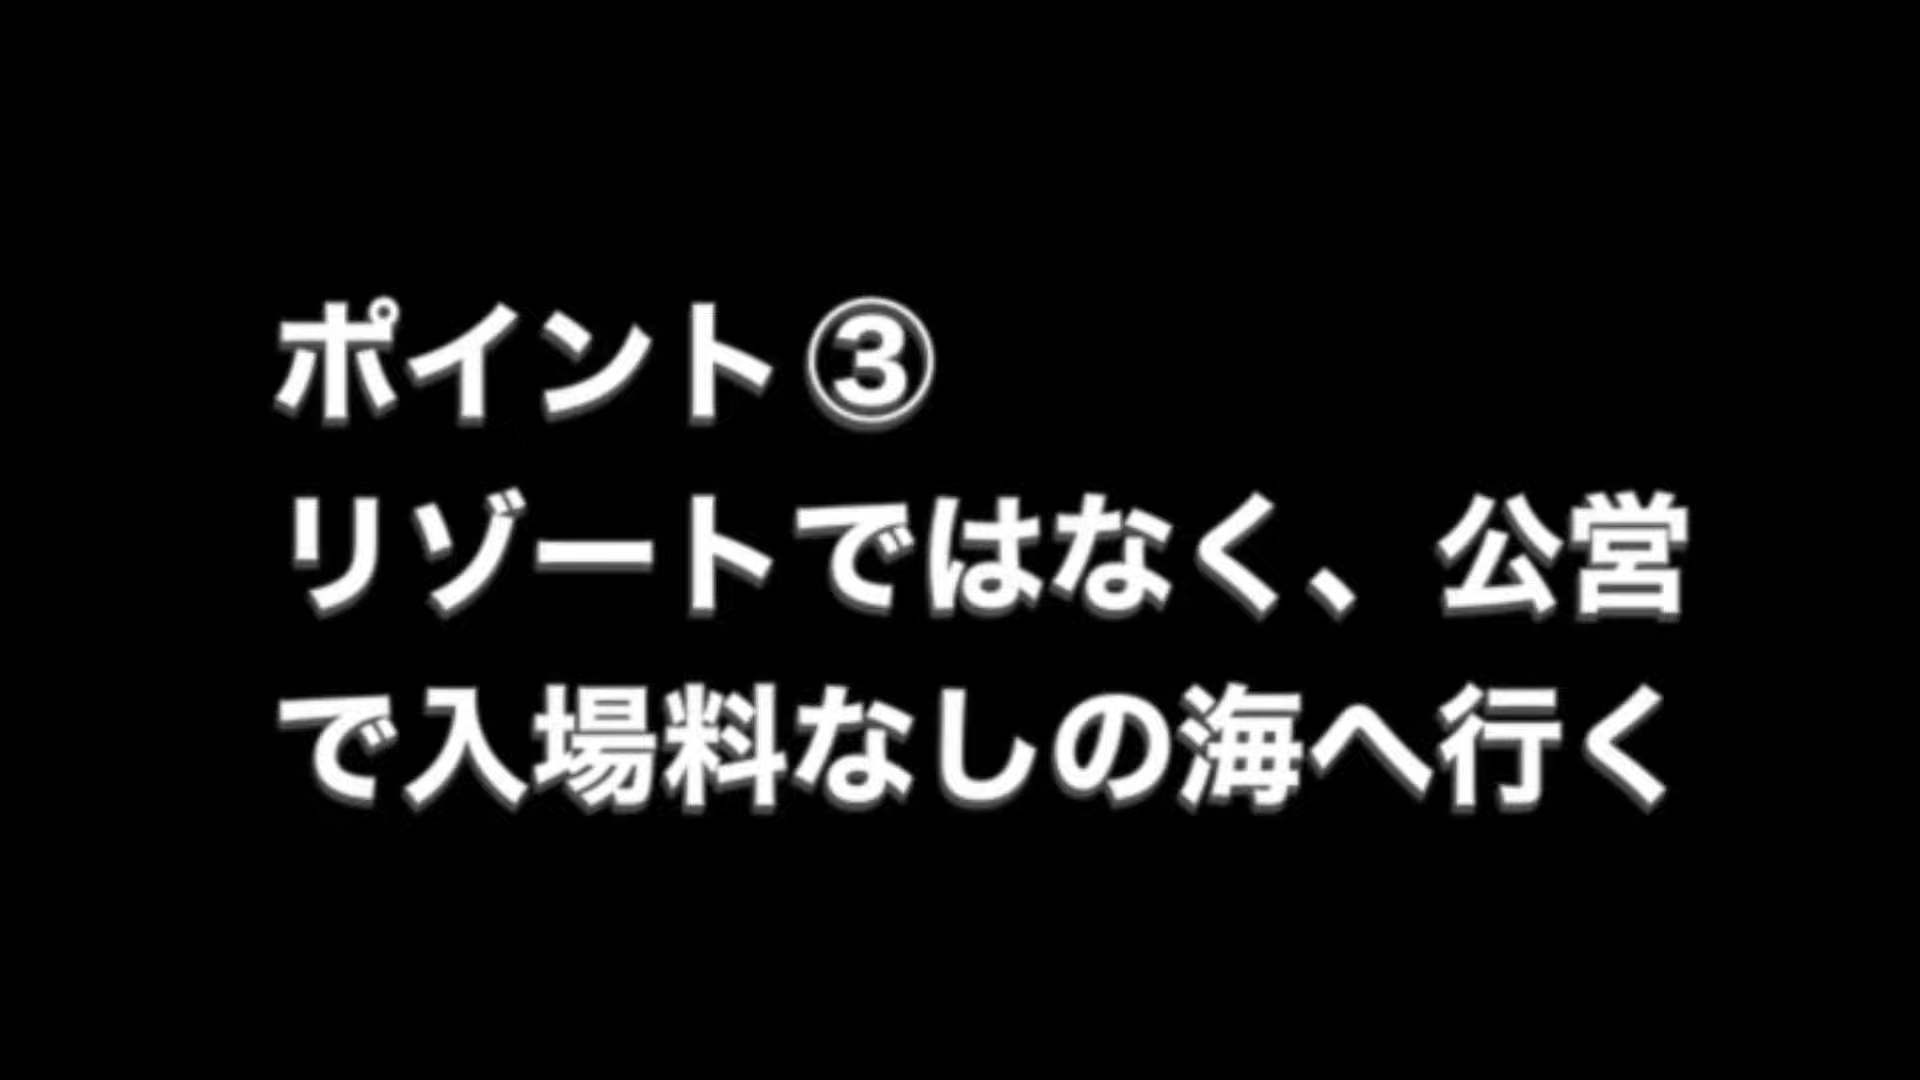 ポイント③
リゾートではなく、公営
で入場料なしの海へ行く